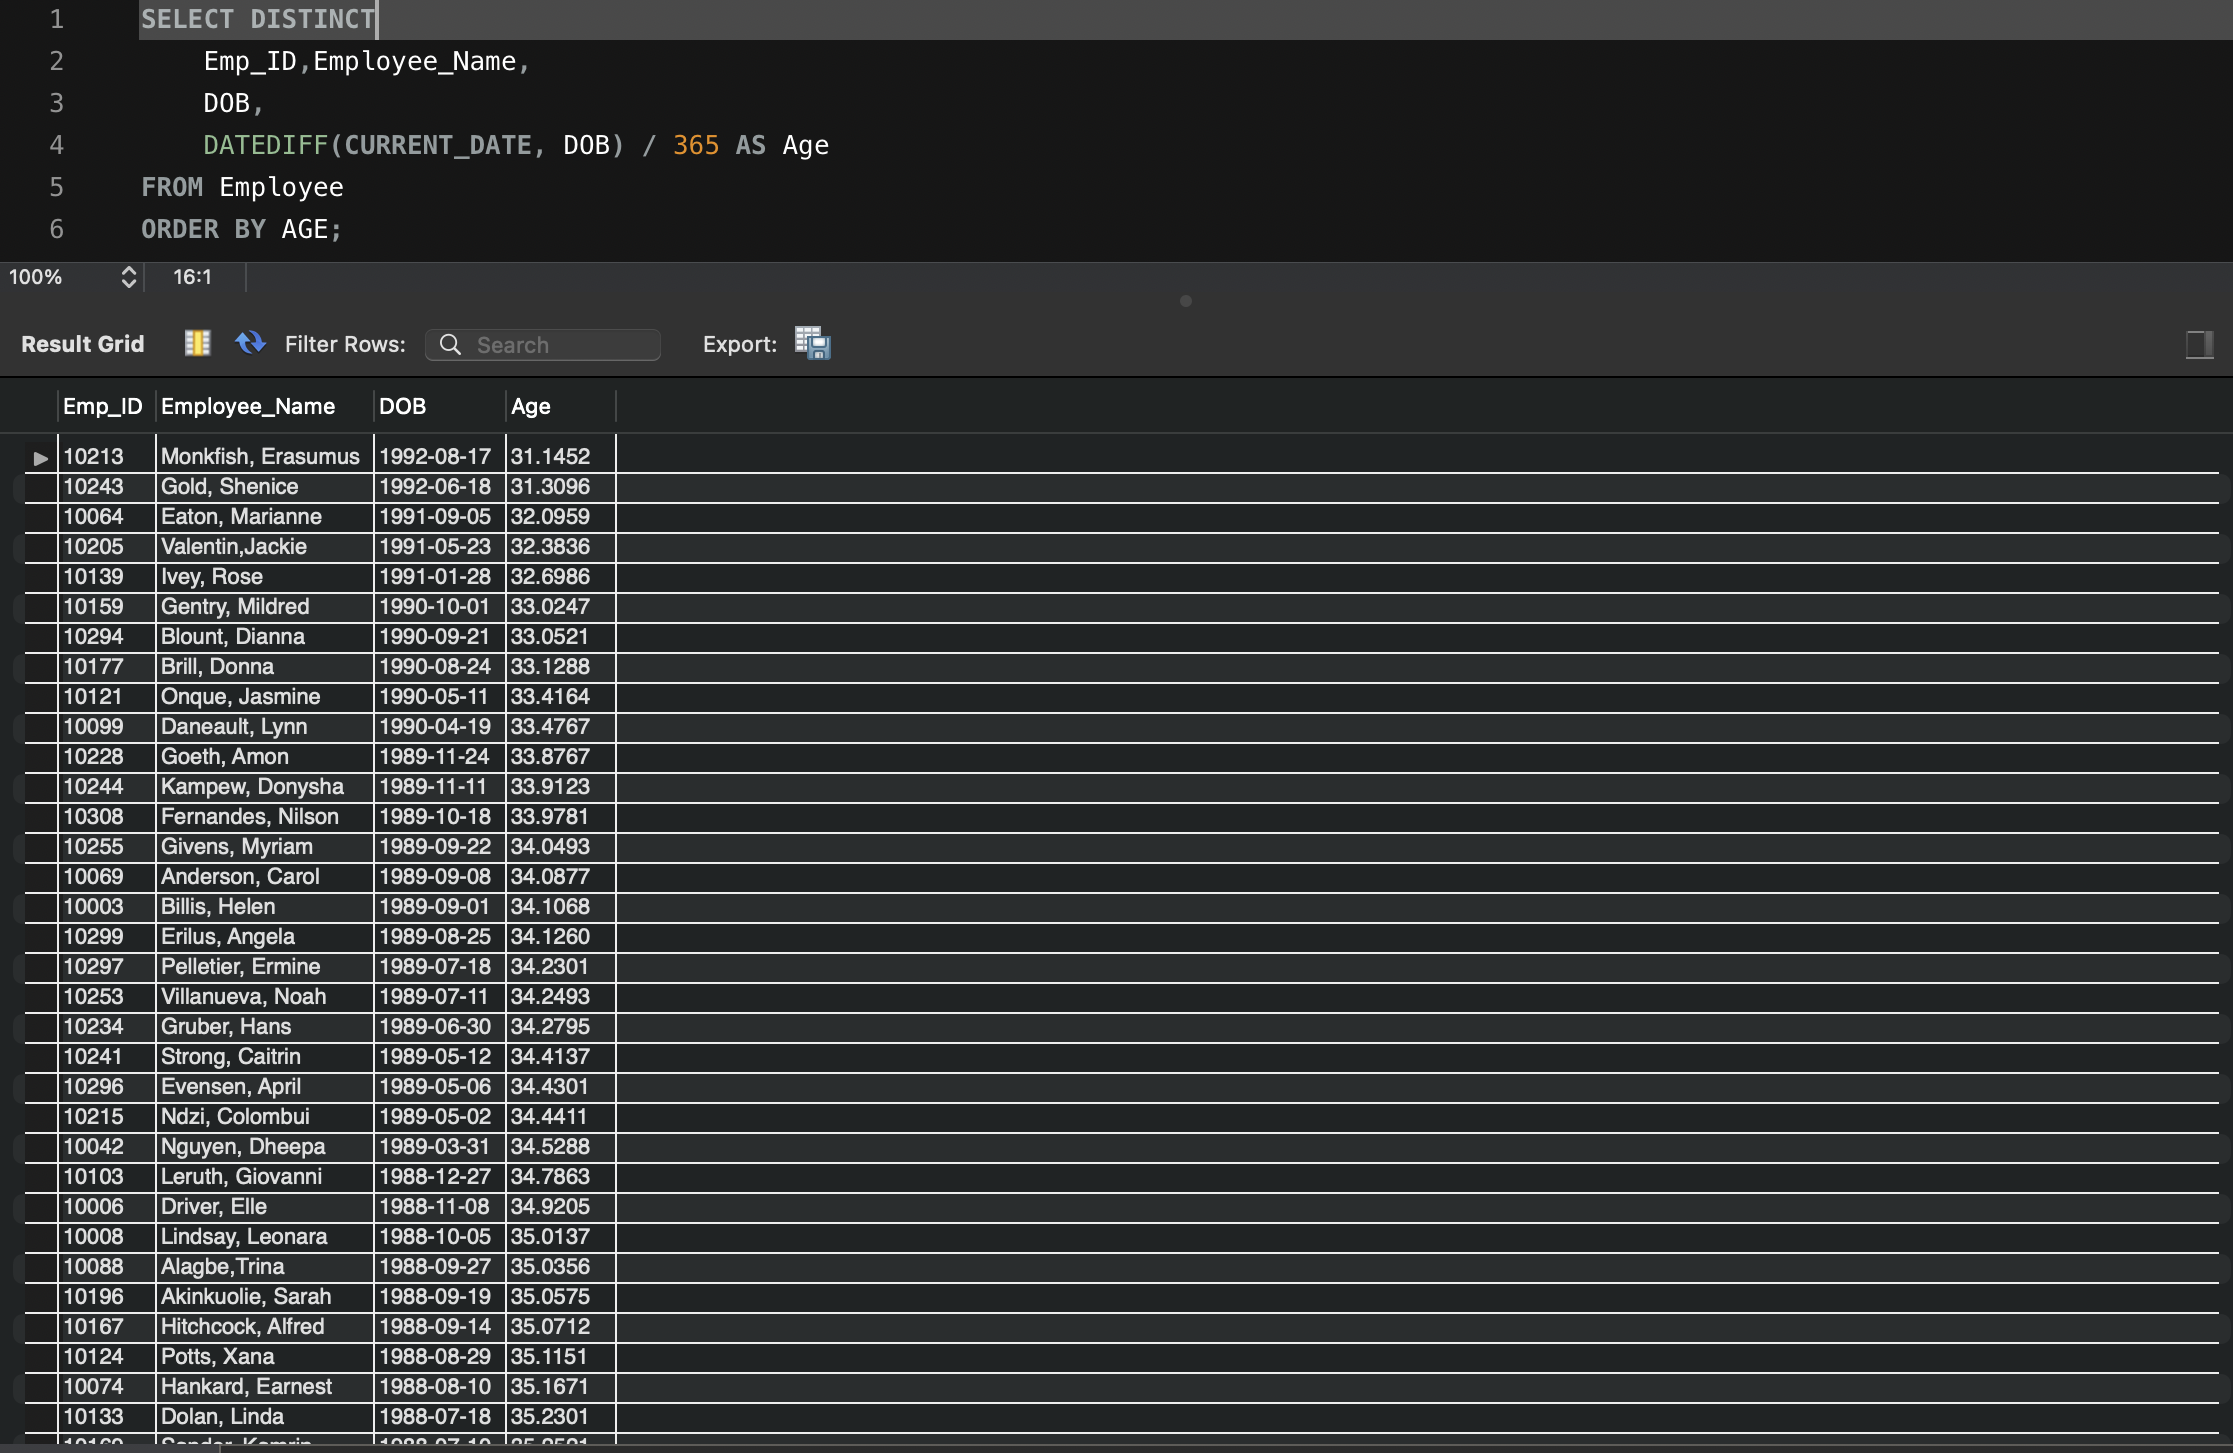 1 SELECT DISTINCT
2 Emp_ID,Employee_Name,
3 DOB,
4 DATEDIFF(CURRENT_DATE, DOB) / 365 AS Age
5 FROM Employee
6 ORDER BY AGE;
100% 16:1
Result Grid Filter Rows: Search Export:
Emp_ID Employee_Name DOB Age
10213 Monkfish, Erasumus 1992-08-17 31.1452
10243 Gold, Shenice 1992-06-18 31.3096
10064 Eaton, Marianne 1991-09-05 32.0959
10205 Valentin,Jackie 1991-05-23 32.3836
10139 Ivey, Rose 1991-01-28 32.6986
10159 Gentry, Mildred 1990-10-01 33.0247
10294 Blount, Dianna 1990-09-21 33.0521
10177 Brill, Donna 1990-08-24 33.1288
10121 Onque, Jasmine 1990-05-11 33.4164
10099 Daneault, Lynn 1990-04-19 33.4767
10228 Goeth, Amon 1989-11-24 33.8767
10244 Kampew, Donysha 1989-11-11 33.9123
10308 Fernandes, Nilson 1989-10-18 33.9781
10255 Givens, Myriam 1989-09-22 34.0493
10069 Anderson, Carol 1989-09-08 34.0877
10003 Billis, Helen 1989-09-01 34.1068
10299 Erilus, Angela 1989-08-25 34.1260
10297 Pelletier, Ermine 1989-07-18 34.2301
10253 Villanueva, Noah 1989-07-11 34.2493
10234 Gruber, Hans 1989-06-30 34.2795
10241 Strong, Caitrin 1989-05-12 34.4137
10296 Evensen, April 1989-05-06 34.4301
10215 Ndzi, Colombui 1989-05-02 34.4411
10042 Nguyen, Dheepa 1989-03-31 34.5288
10103 Leruth, Giovanni 1988-12-27 34.7863
10006 Driver, Elle 1988-11-08 34.9205
10008 Lindsay, Leonara 1988-10-05 35.0137
10088 Alagbe,Trina 1988-09-27 35.0356
10196 Akinkuolie, Sarah 1988-09-19 35.0575
10167 Hitchcock, Alfred 1988-09-14 35.0712
10124 Potts, Xana 1988-08-29 35.1151
10074 Hankard, Earnest 1988-08-10 35.1671
10133 Dolan, Linda 1988-07-18 35.2301